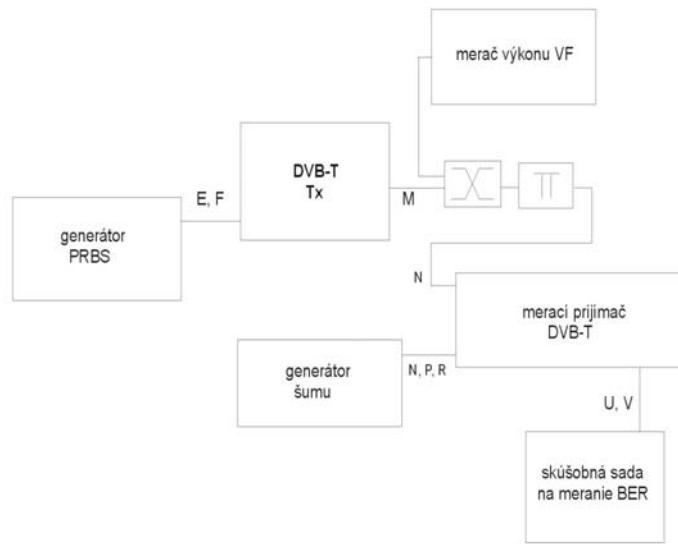 merač výkonu VF
DVB-T
Tx
E, F
M
generátor
PRBS
N
merací prijímač
DVB-T
generátor
šumu
N, P, R
U, V
skúšobná sada
na meranie BER